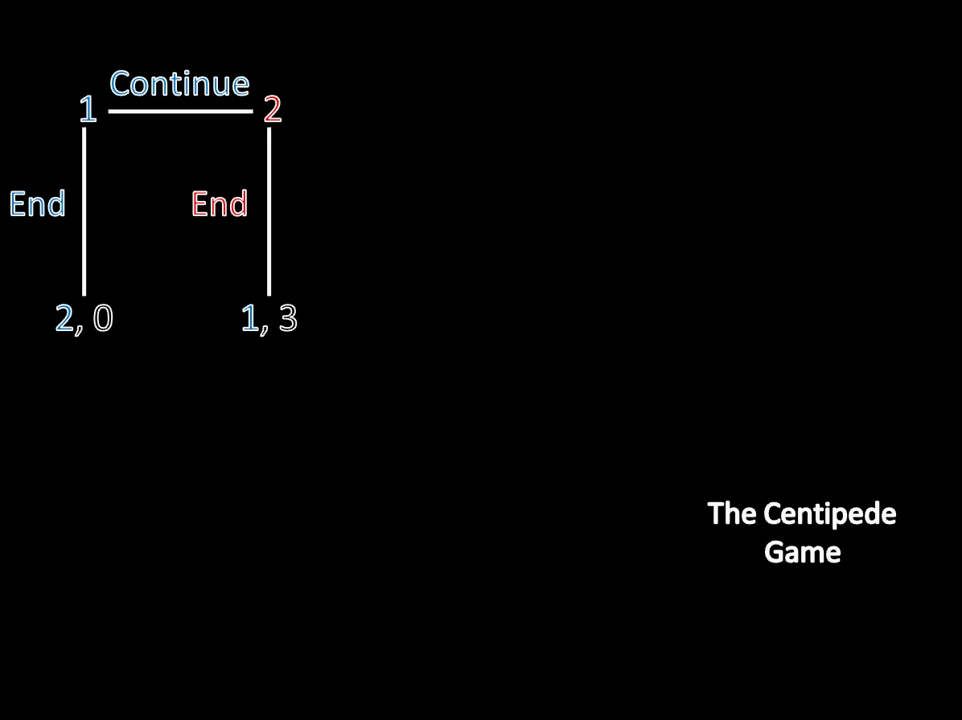 Continue
1
2
End
End
2, 0
1, 3
The Centipede
Game